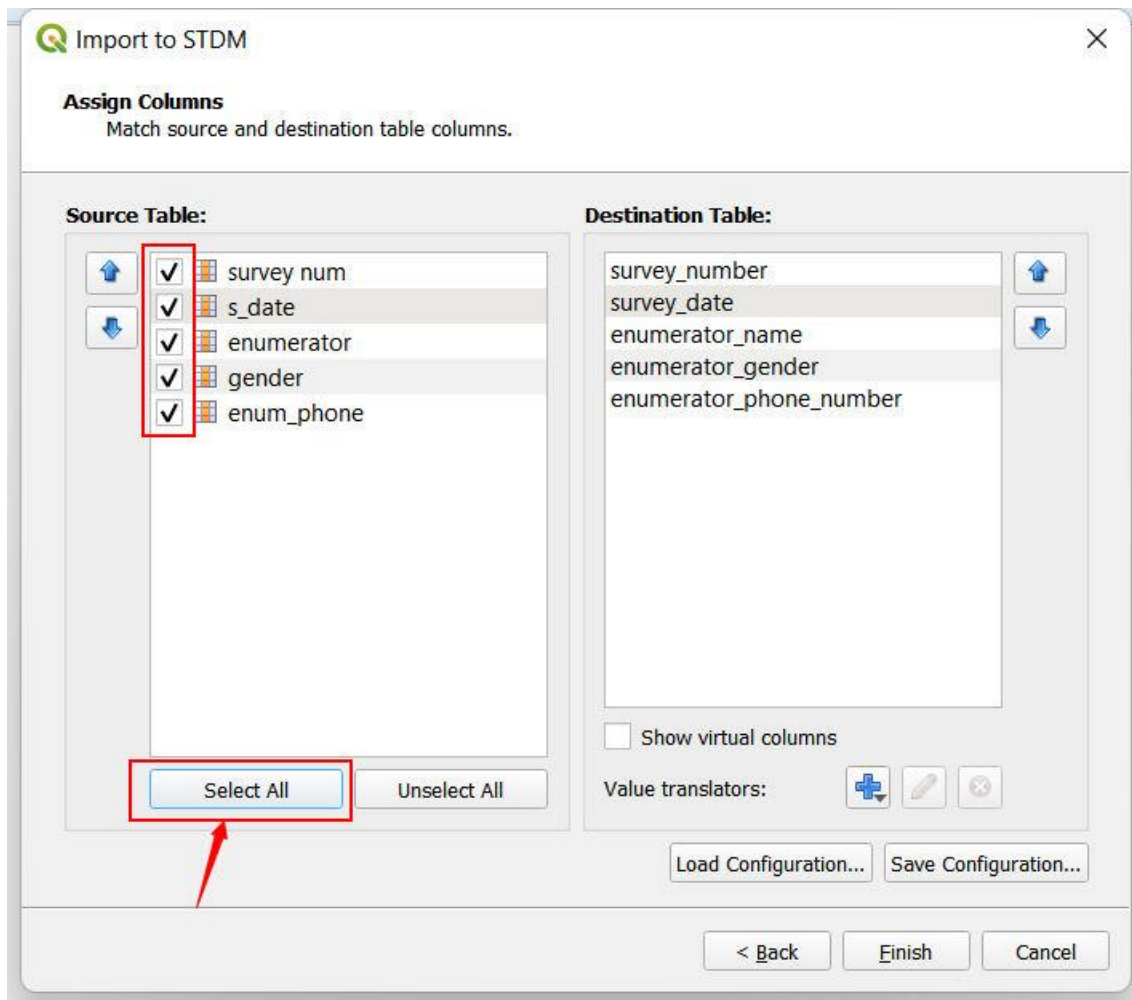 Import to STDM
Assign Columns
Match source and destination table columns.
Source Table:
survey num
s_date
enumerator
gender
enum_phone
Select All
Unselect All
Destination Table:
survey_number
survey_date
enumerator_name
enumerator_gender
enumerator_phone_number
Show virtual columns
Value translators:
Load Configuration...
Save Configuration...
< Back
Finish
Cancel